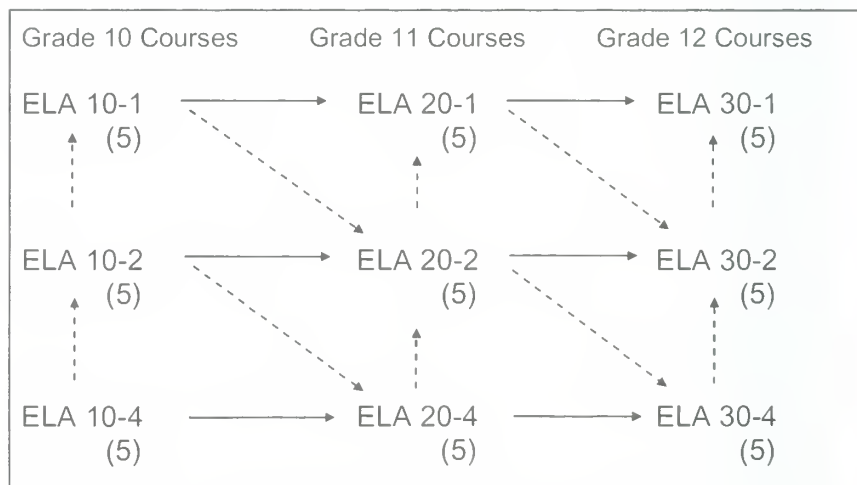 Grade 10 Courses Grade 11 Courses Grade 12 Courses
ELA 10-1 ELA 20-1 ELA 30-1
(5) (5) (5)
ELA 10-2 ELA 20-2 ELA 30-2
(5) (5) (5)
ELA 10-4 ELA 20-4 ELA 30-4
(5) (5) (5)